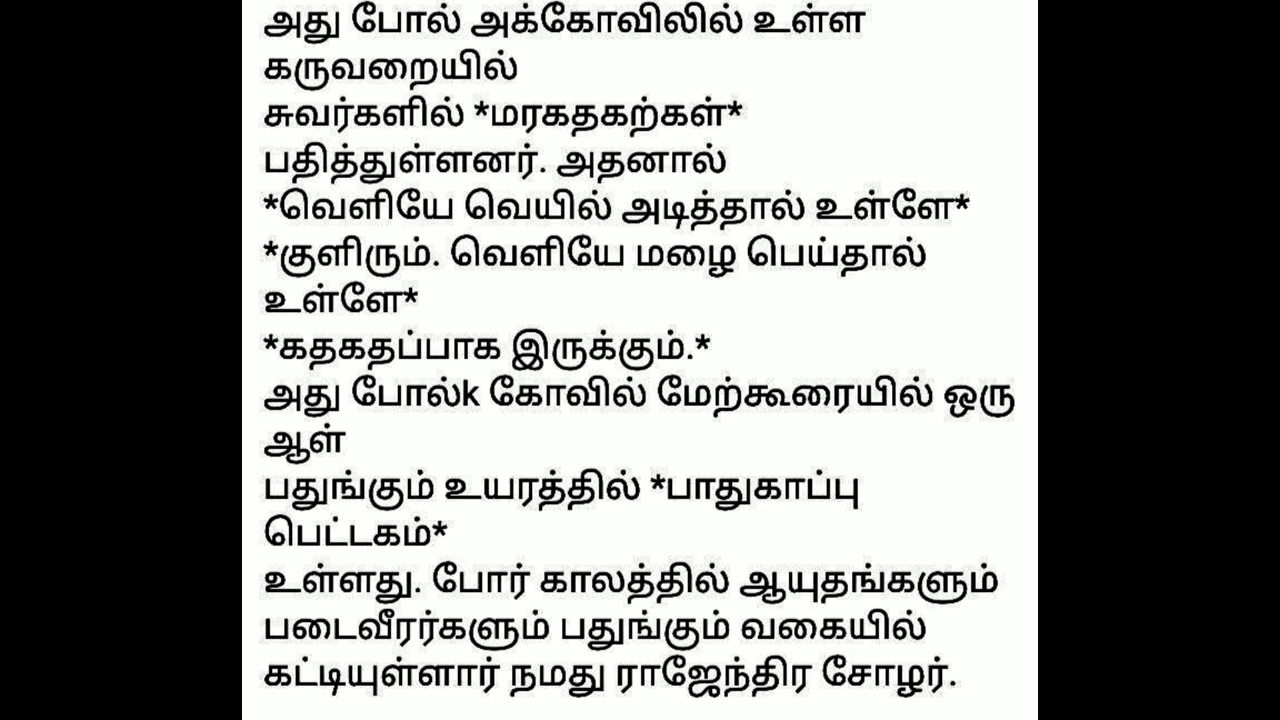 அது போல் அக்கோவிலில் உள்ள
கருவறையில்
சுவர்களில் *மரகதகற்கள்*
பதித்துள்ளனர். அதனால்
*வெளியே வெயில் அடித்தால் உள்ளே*
*குளிரும். வெளியே மழை பெய்தால்
உள்ளே*
*கதகதப்பாக இருக்கும்.*
அது போல்k கோவில் மேற்கூரையில் ஒரு
ஆள்
பதுங்கும் உயரத்தில் *பாதுகாப்பு
பெட்டகம்*
உள்ளது. போர் காலத்தில் ஆயுதங்களும்
படைவீரர்களும் பதுங்கும் வகையில்
கட்டியுள்ளார் நமது ராஜேந்திர சோழர்.